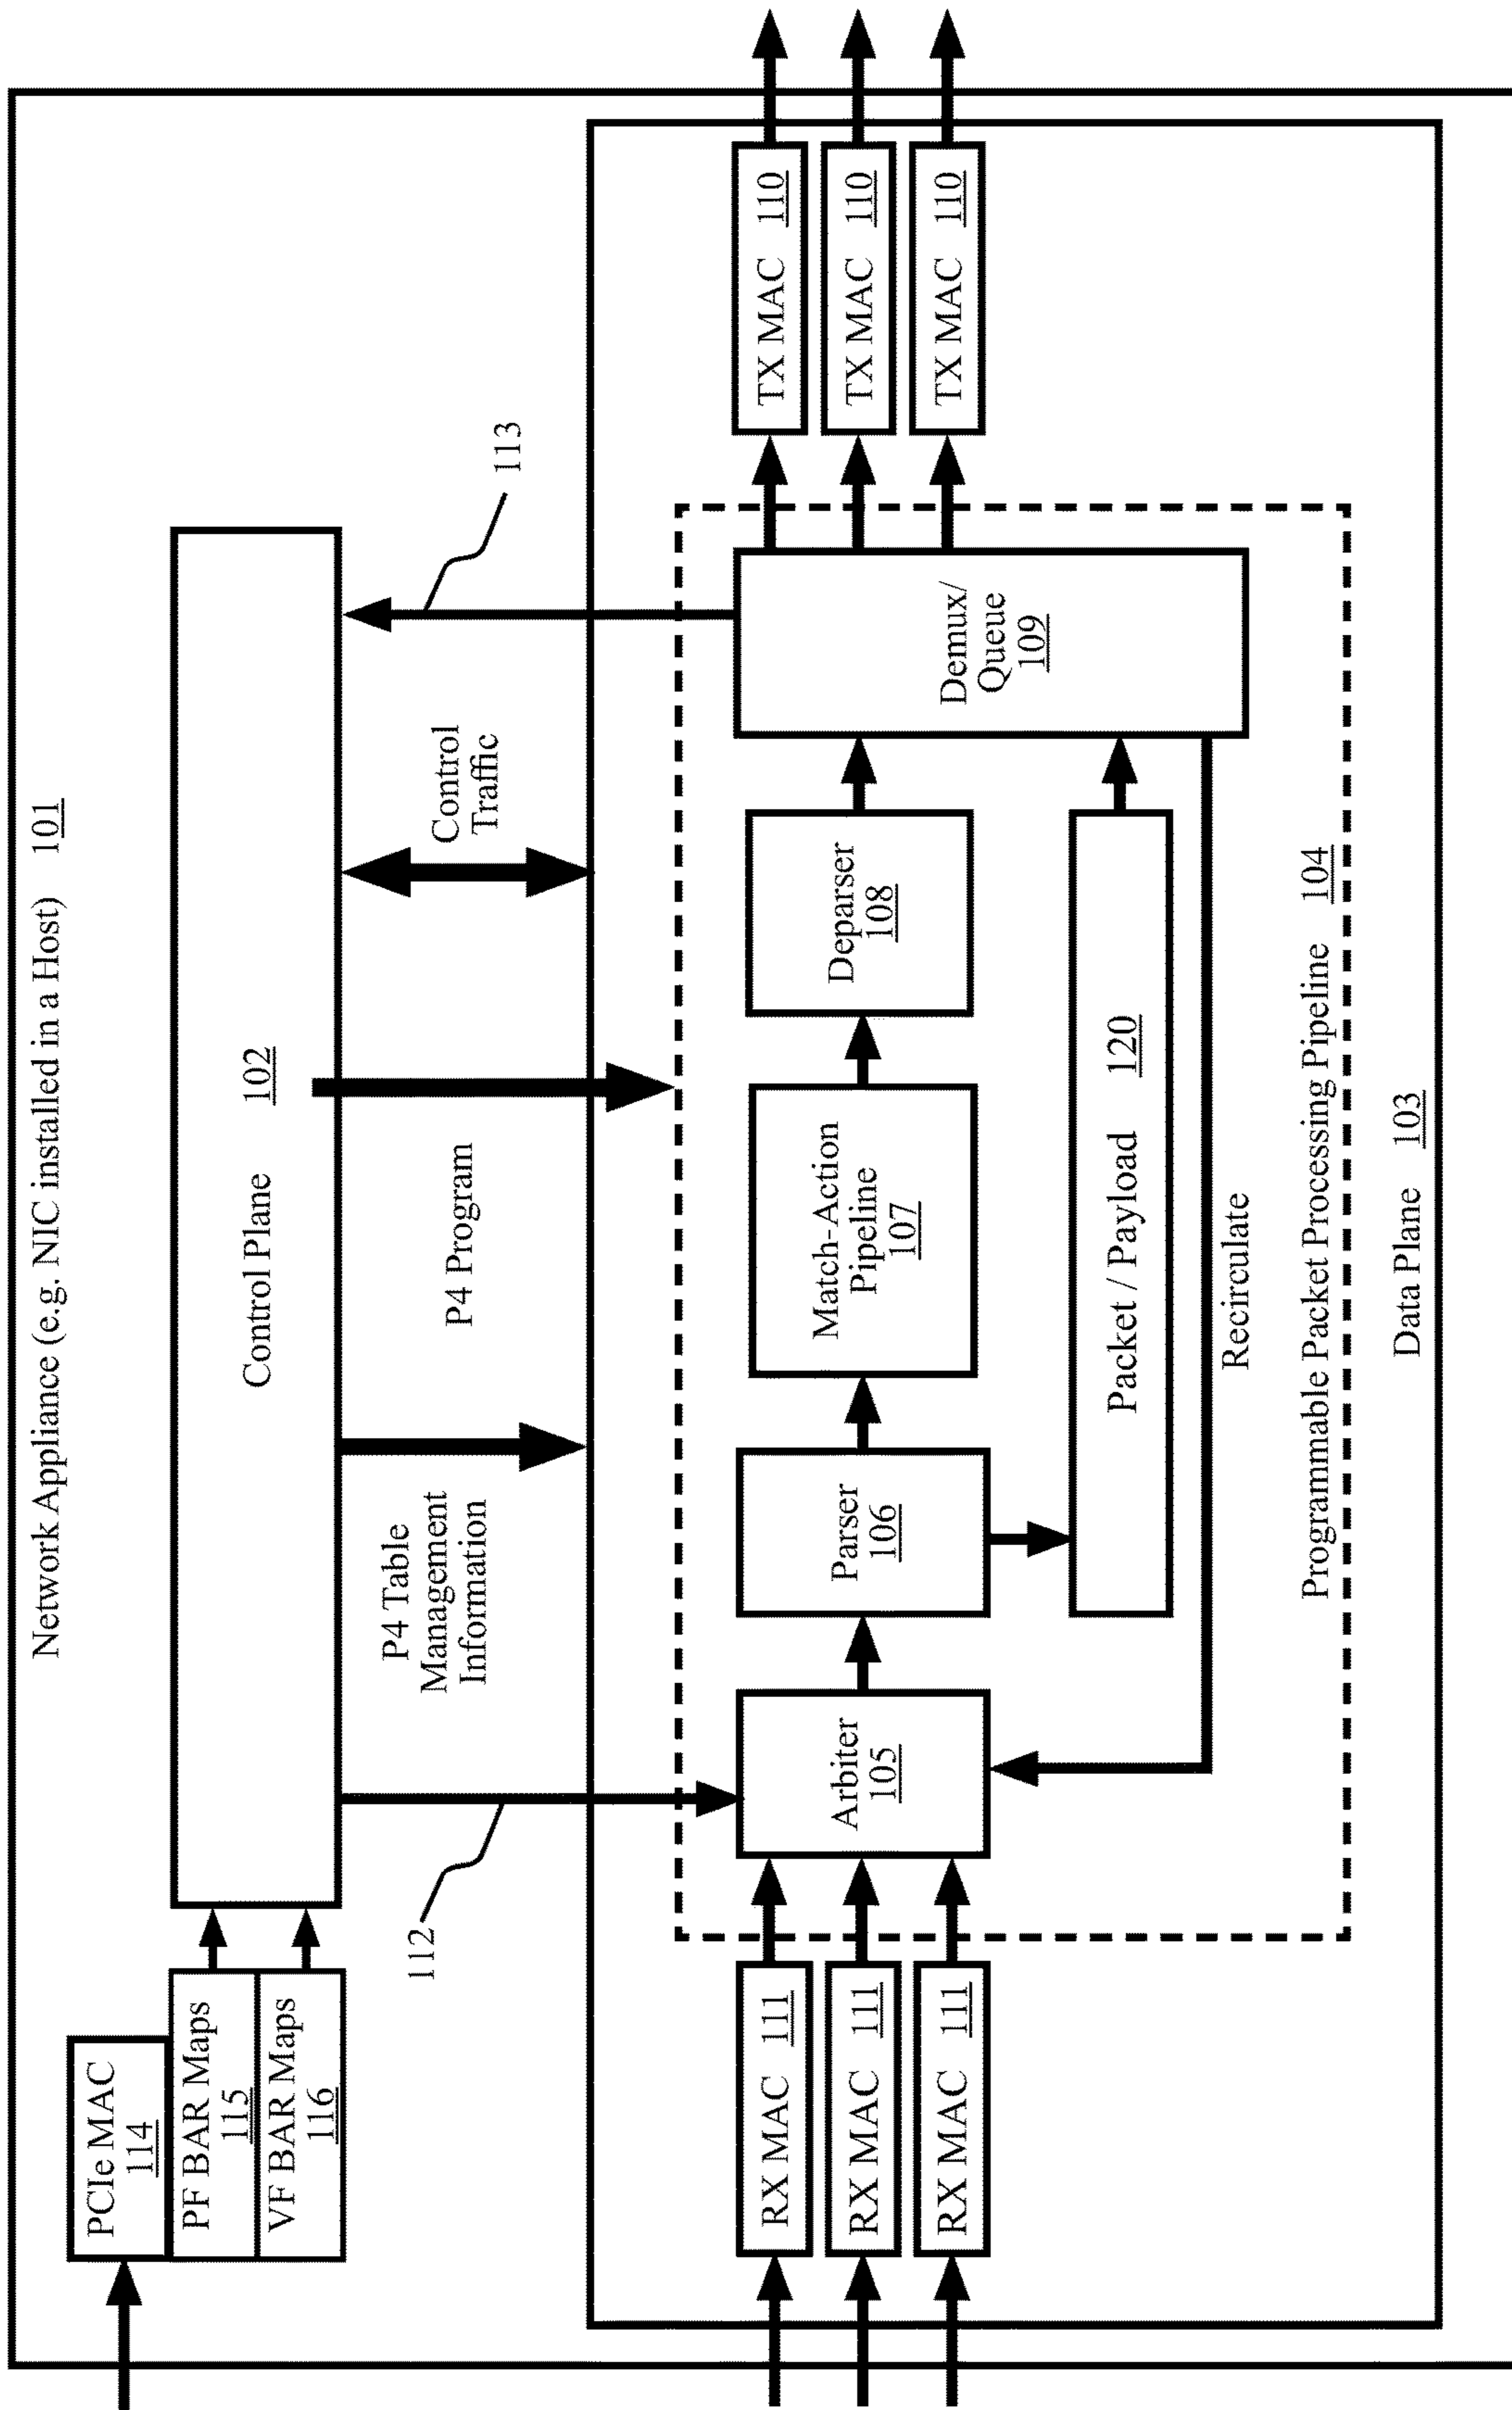 Network Appliance (e.g. NIC installed in a Host) 101
PCIe MAC
114
PF BAR Maps
115
VF BAR Maps
116
Control Plane 102
112
P4 Table
Management
Information
P4 Program
Control
Traffic
113
RX MAC 111
RX MAC 111
RX MAC 111
Arbiter
105
Parser
106
Match-Action
Pipeline
107
Deparser
108
Demux/
Queue
109
TX MAC 110
TX MAC 110
TX MAC 110
Packet / Payload 120
Recirculate
Programmable Packet Processing Pipeline 104
Data Plane 103